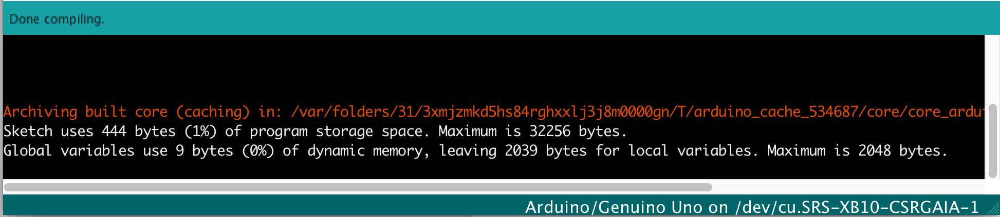 Done compiling.
Archiving built core (caching) in: /var/folders/31/3xmjzmkd5hs84rghxxlj3j8m0000gn/T/arduino_cache_534687/core/core_ardu
Sketch uses 444 bytes (1%) of program storage space. Maximum is 32256 bytes.
Global variables use 9 bytes (0%) of dynamic memory, leaving 2039 bytes for local variables. Maximum is 2048 bytes.
Arduino/Genuino Uno on /dev/cu.SRS-XB10-CSRGAIA-1